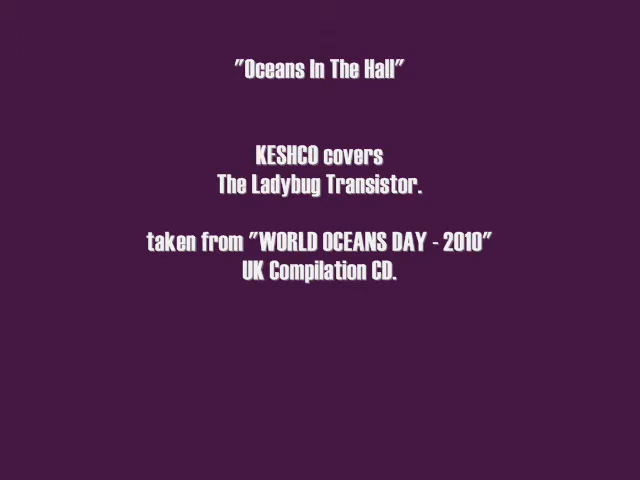 "Oceans In The Hall"
KESHCO covers
The Ladybug Transistor.
taken from "WORLD OCEANS DAY - 2010"
UK Compilation CD.